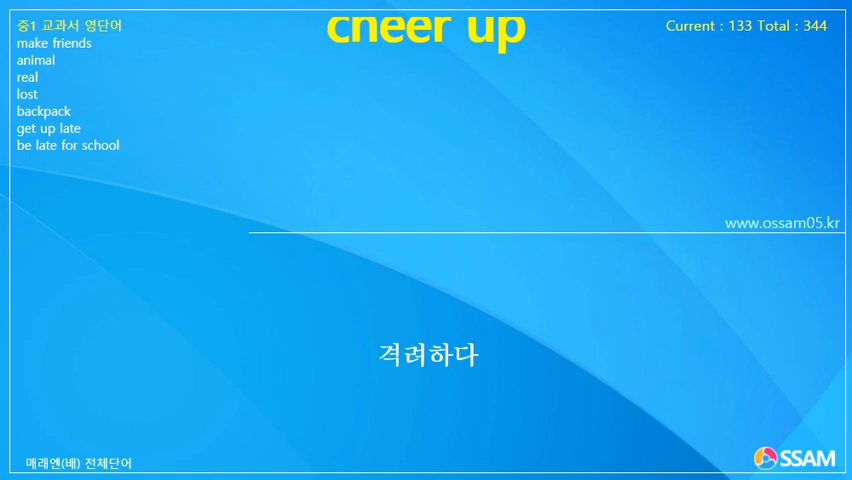 중1 교과서 영단어
make friends
animal
real
lost
backpack
get up late
be late for school
cheer up
Current : 133 Total : 344
www.ossam05.kr
격려하다
매래엔(배) 전체단어
OSSAM